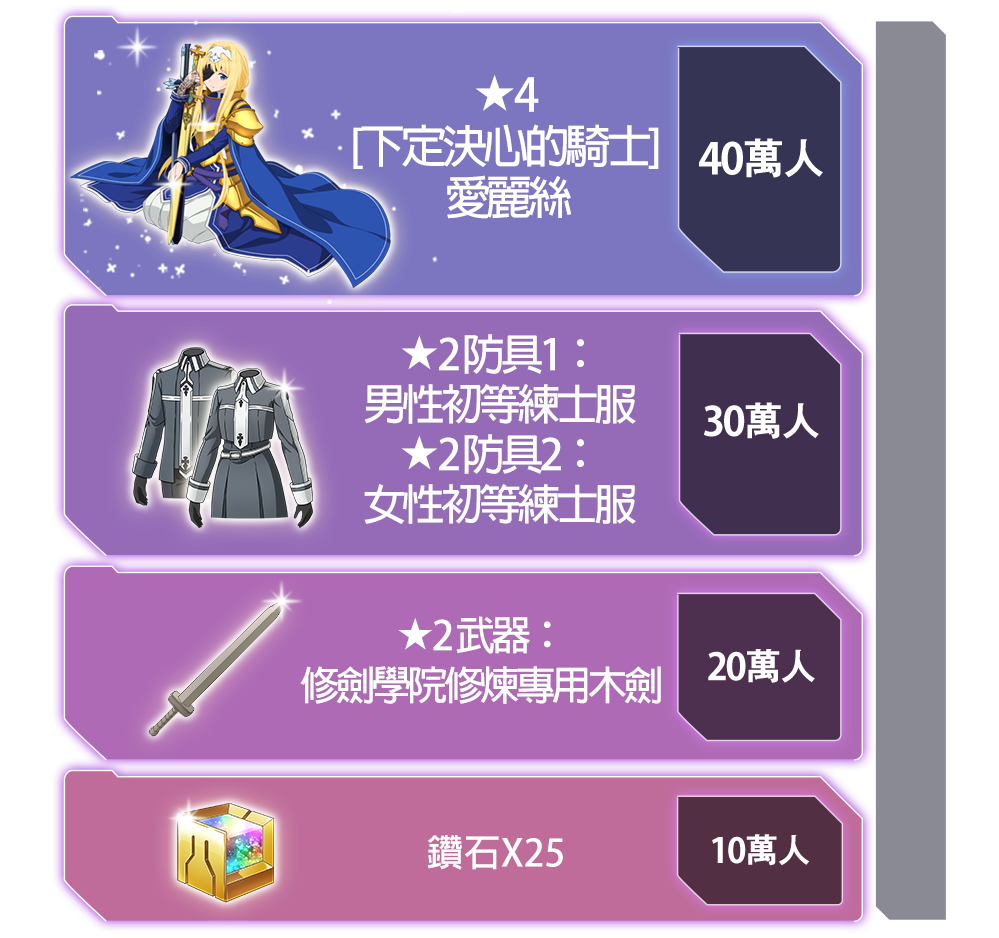 ★4
[下定決心的騎士]
愛麗絲
40萬人
★2防具1：
男性初等練士服
★2防具2：
女性初等練士服
30萬人
★2武器：
修劍學院修煉專用木劍
20萬人
鑽石X25
10萬人